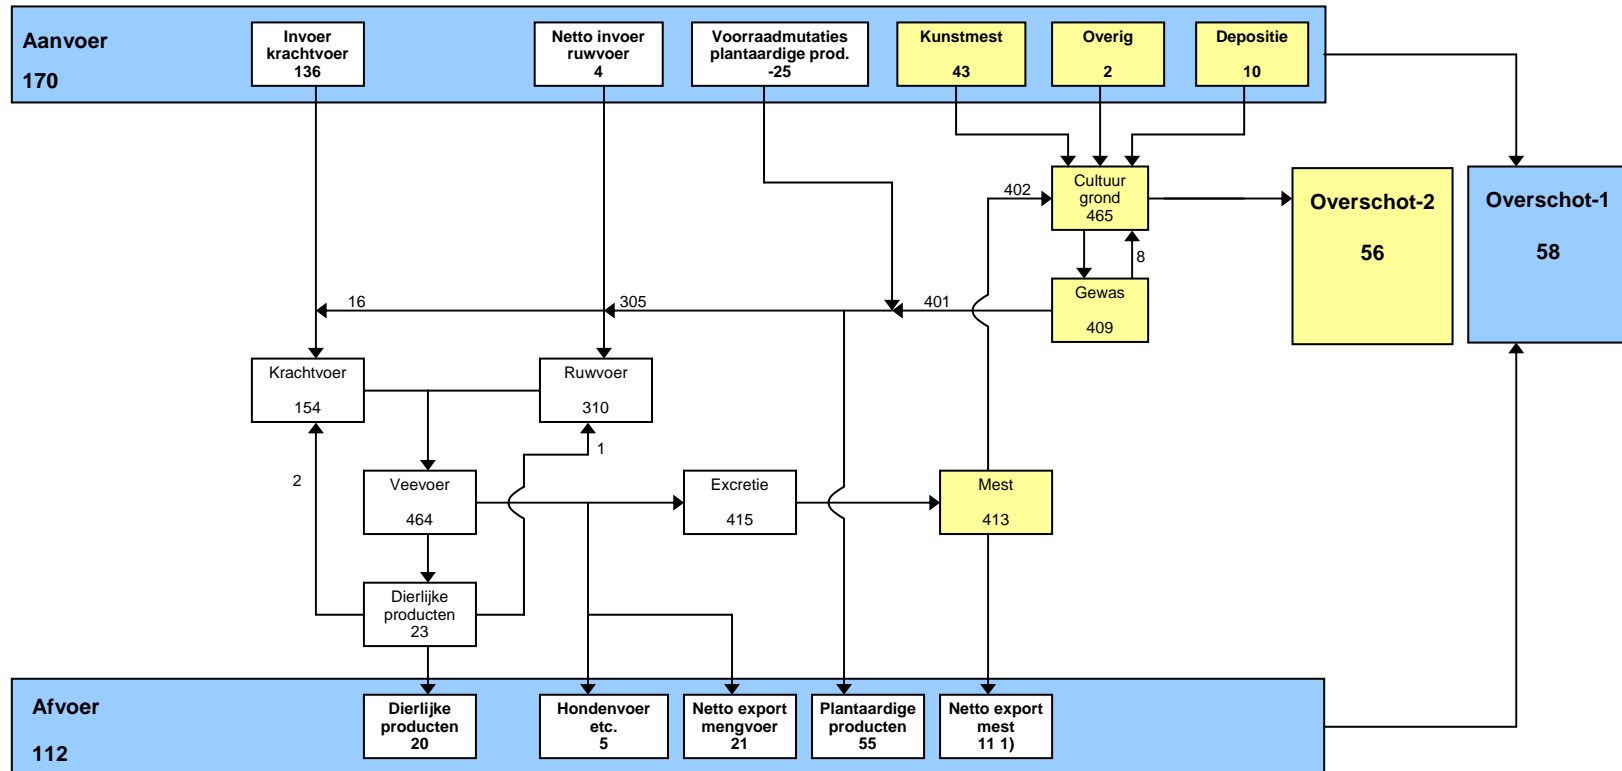 Aanvoer
170
Invoer
krachtvoer
136
Netto invoer
ruwvoer
4
Voorraadmutaties
plantaardige prod.
-25
Kunstmest
43
Overig
2
Depositie
10
402
Cultuur
grond
465
Overschot-2
56
Overschot-1
58
8
16
305
401
Gewas
409
Krachtvoer
154
Ruwvoer
310
2
1
Veevoer
464
Excretie
415
Mest
413
Dierlijke
producten
23
Afvoer
112
Dierlijke
producten
20
Hondenvoer
etc.
5
Netto export
mengvoer
21
Plantaardige
producten
55
Netto export
mest
11 1)